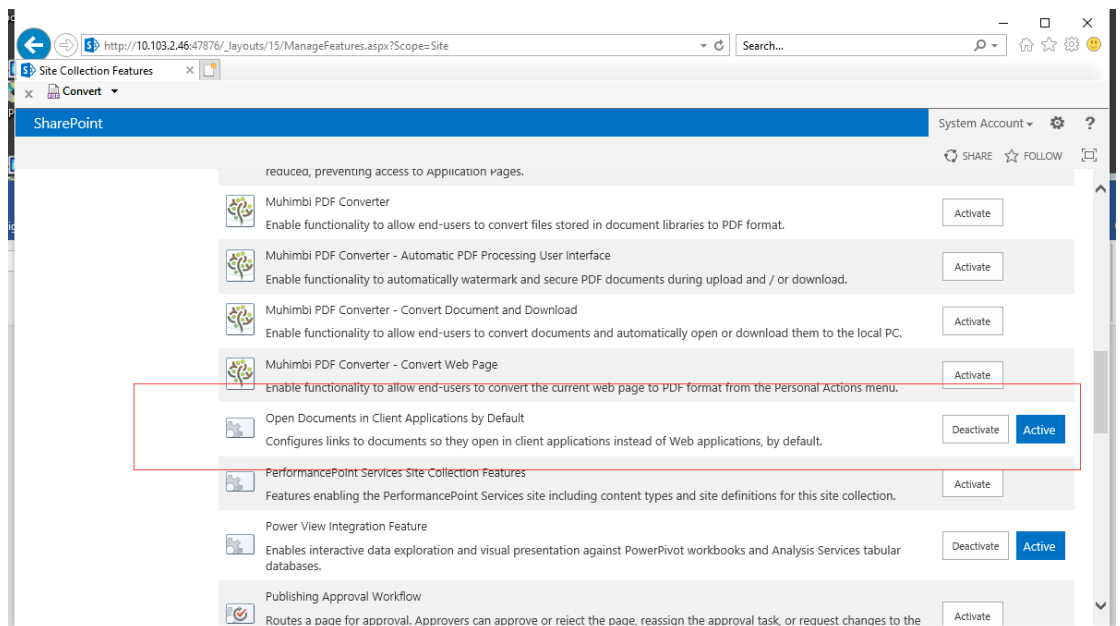 http://10.103.2.46:47876/_layouts/15/ManageFeatures.aspx?Scope=Site
Search...
Site Collection Features
Convert
SharePoint
System Account
?
SHARE
FOLLOW
reduced, preventing access to Application Pages.
Muhimbi PDF Converter
Enable functionality to allow end-users to convert files stored in document libraries to PDF format.
Activate
Muhimbi PDF Converter - Automatic PDF Processing User Interface
Enable functionality to automatically watermark and secure PDF documents during upload and / or download.
Activate
Muhimbi PDF Converter - Convert Document and Download
Enable functionality to allow end-users to convert documents and automatically open or download them to the local PC.
Activate
Muhimbi PDF Converter - Convert Web Page
Enable functionality to allow end-users to convert the current web page to PDF format from the Personal Actions menu.
Activate
Open Documents in Client Applications by Default
Configures links to documents so they open in client applications instead of Web applications, by default.
Deactivate
Active
PerformancePoint Services Site Collection Features
Features enabling the PerformancePoint Services site including content types and site definitions for this site collection.
Activate
Power View Integration Feature
Enables interactive data exploration and visual presentation against PowerPivot workbooks and Analysis Services tabular
databases.
Deactivate
Active
Publishing Approval Workflow
Routes a page for approval. Approvers can approve or reject the page, reassign the approval task, or request changes to the
Activate